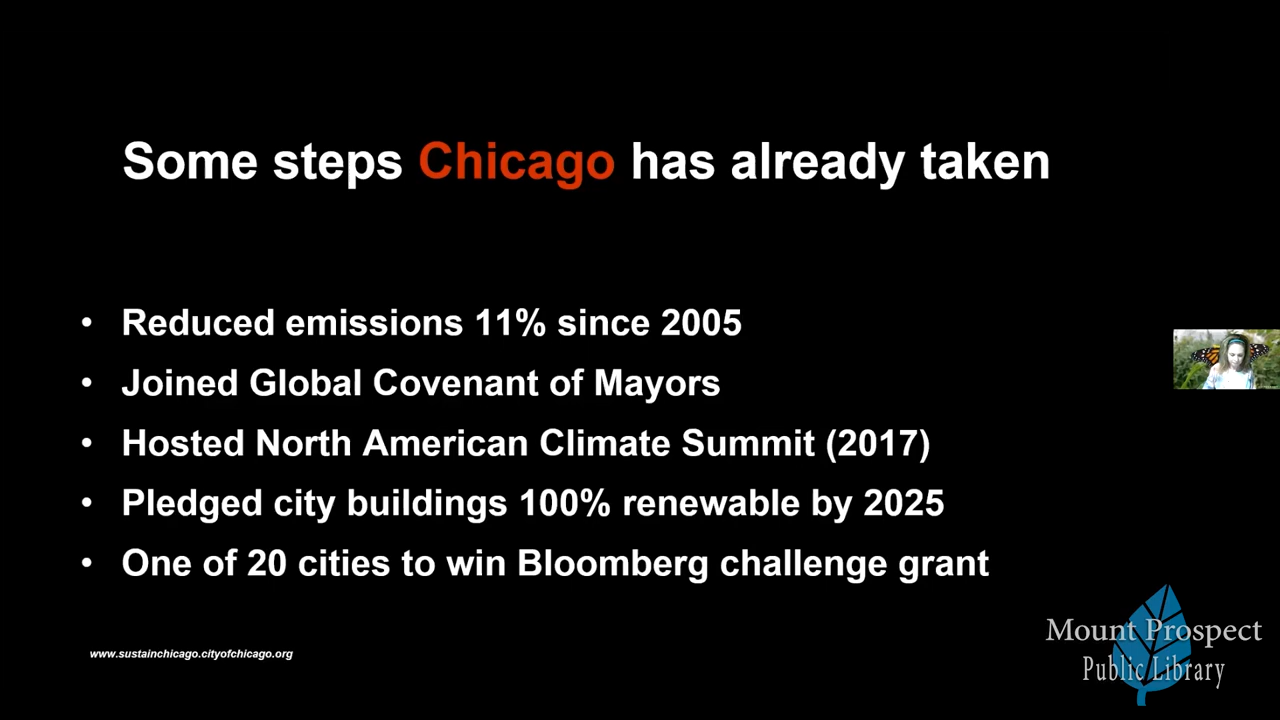 Some steps Chicago has already taken
• Reduced emissions 11% since 2005
• Joined Global Covenant of Mayors
• Hosted North American Climate Summit (2017)
• Pledged city buildings 100% renewable by 2025
• One of 20 cities to win Bloomberg challenge grant
www.sustainchicago.cityofchicago.org
Mount Prospect
Public Library